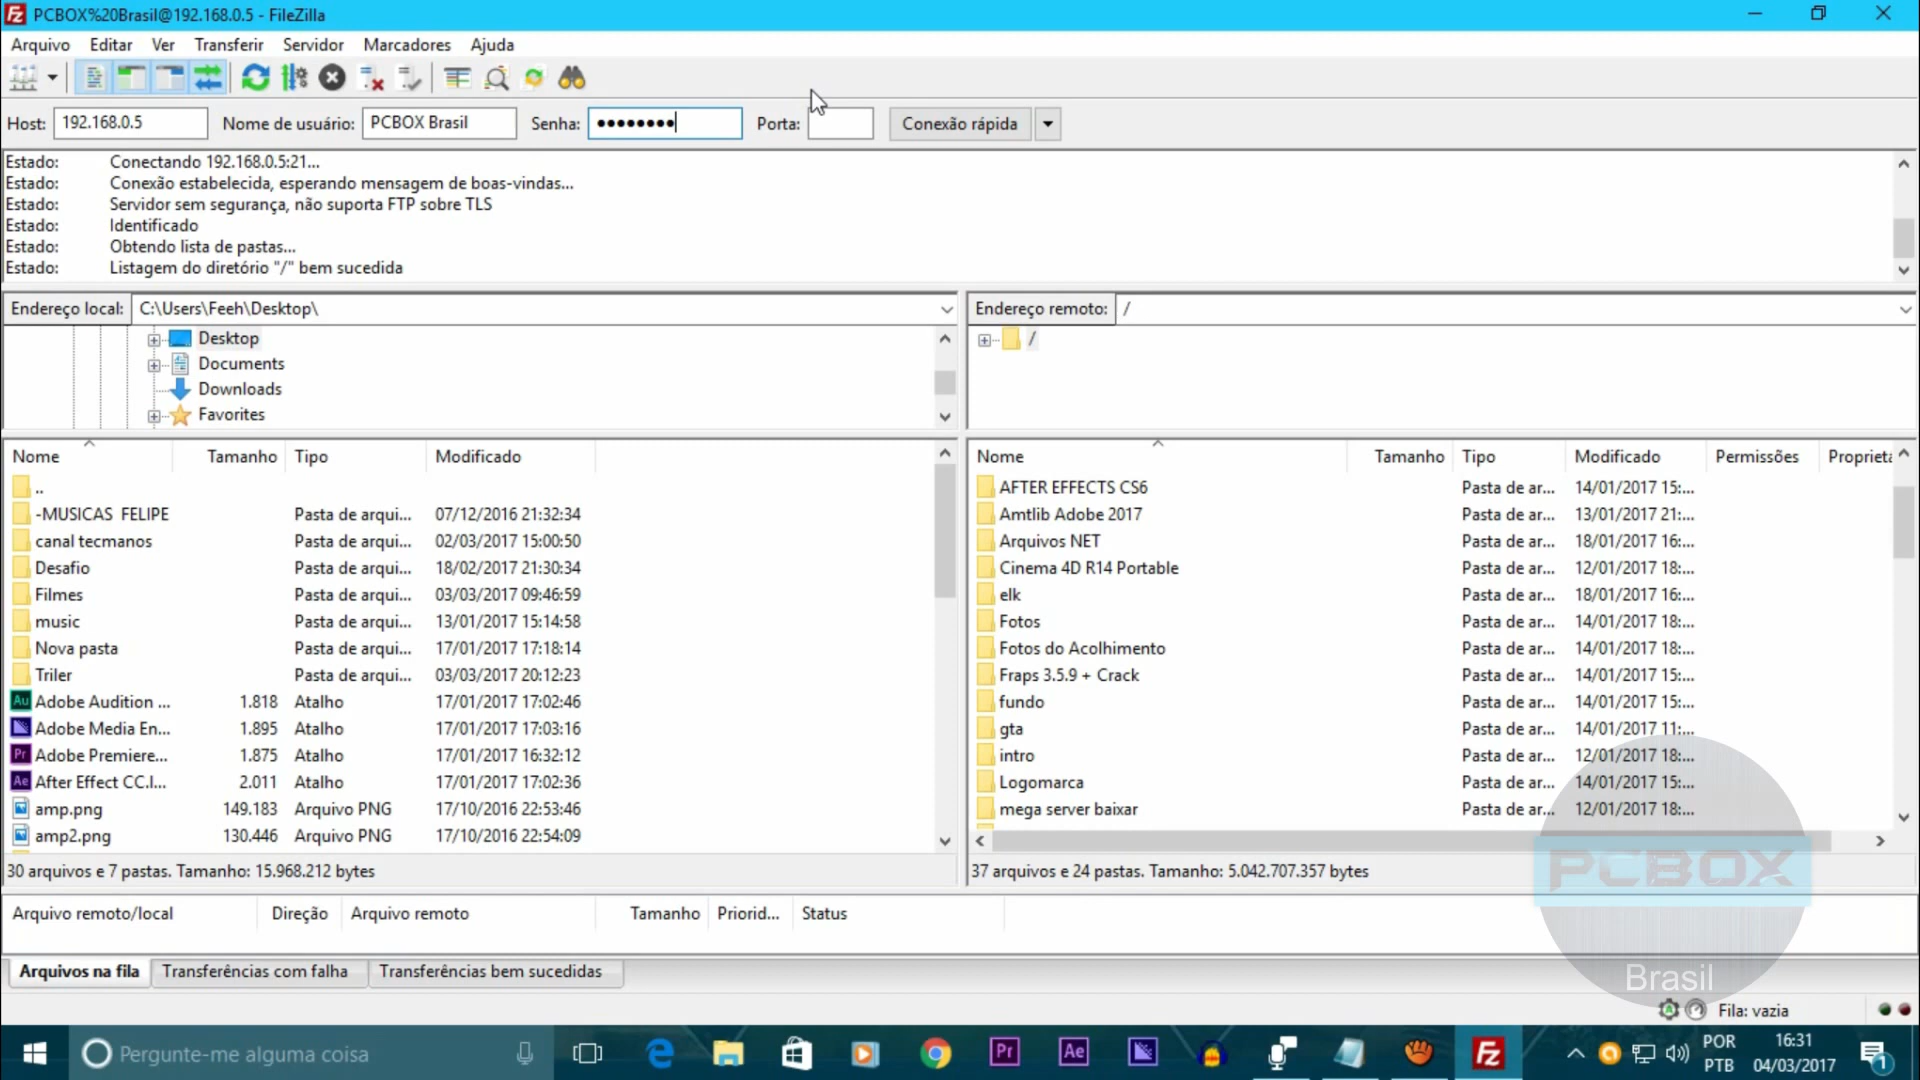 PCBOX%20Brasil@192.168.0.5 - FileZilla
Arquivo Editar Ver Transferir Servidor Marcadores Ajuda
Host: 192.168.0.5 Nome de usuário: PCBOX Brasil Senha: ●●●●●●●● Porta: Conexão rápida
Estado: Conectando 192.168.0.5:21...
Estado: Conexão estabelecida, esperando mensagem de boas-vindas...
Estado: Servidor sem segurança, não suporta FTP sobre TLS
Estado: Identificado
Estado: Obtendo lista de pastas...
Estado: Listagem do diretório "/" bem sucedida
Endereço local: C:\Users\Feeh\Desktop\
Desktop
Documents
Downloads
Favorites
Endereço remoto: /
/
Nome Tamanho Tipo Modificado
..
-MUSICAS FELIPE Pasta de arqui... 07/12/2016 21:32:34
canal tecmanos Pasta de arqui... 02/03/2017 15:00:50
Desafio Pasta de arqui... 18/02/2017 21:30:34
Filmes Pasta de arqui... 03/03/2017 09:46:59
music Pasta de arqui... 13/01/2017 15:14:58
Nova pasta Pasta de arqui... 17/01/2017 17:18:14
Triler Pasta de arqui... 03/03/2017 20:12:23
Au Adobe Audition ... 1.818 Atalho 17/01/2017 17:02:46
Adobe Media En... 1.895 Atalho 17/01/2017 17:03:16
Pr Adobe Premiere... 1.875 Atalho 17/01/2017 16:32:12
Ae After Effect CC.l... 2.011 Atalho 17/01/2017 17:02:36
amp.png 149.183 Arquivo PNG 17/10/2016 22:53:46
amp2.png 130.446 Arquivo PNG 17/10/2016 22:54:09
30 arquivos e 7 pastas. Tamanho: 15.968.212 bytes
Nome Tamanho Tipo Modificado Permissões Propriet
AFTER EFFECTS CS6 Pasta de ar... 14/01/2017 15:...
Amtlib Adobe 2017 Pasta de ar... 13/01/2017 21:...
Arquivos NET Pasta de ar... 18/01/2017 16:...
Cinema 4D R14 Portable Pasta de ar... 12/01/2017 18:...
elk Pasta de ar... 18/01/2017 16:...
Fotos Pasta de ar... 14/01/2017 18:...
Fotos do Acolhimento Pasta de ar... 14/01/2017 18:...
Fraps 3.5.9 + Crack Pasta de ar... 14/01/2017 15:...
fundo Pasta de ar... 14/01/2017 15:...
gta Pasta de ar... 14/01/2017 11:...
intro Pasta de ar... 12/01/2017 18:...
Logomarca Pasta de ar... 14/01/2017 15:...
mega server baixar Pasta de ar... 12/01/2017 18:...
37 arquivos e 24 pastas. Tamanho: 5.042.707.357 bytes
PCBOX
Brasil
Arquivo remoto/local Direção Arquivo remoto Tamanho Priorid... Status
Arquivos na fila Transferências com falha Transferências bem sucedidas
Fila: vazia
Pergunte-me alguma coisa
Pr Ae Fz
POR
PTB
16:31
04/03/2017
1